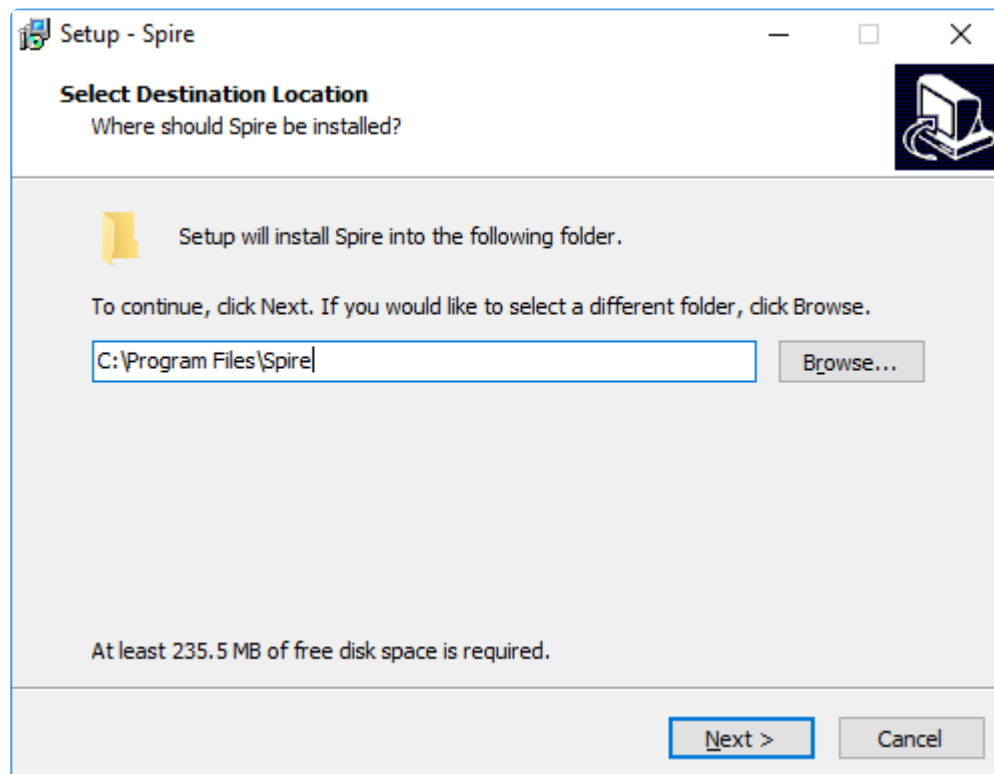 Setup - Spire
Select Destination Location
Where should Spire be installed?
Setup will install Spire into the following folder.
To continue, click Next. If you would like to select a different folder, click Browse.
C:\Program Files\Spire
Browse...
At least 235.5 MB of free disk space is required.
Next >
Cancel